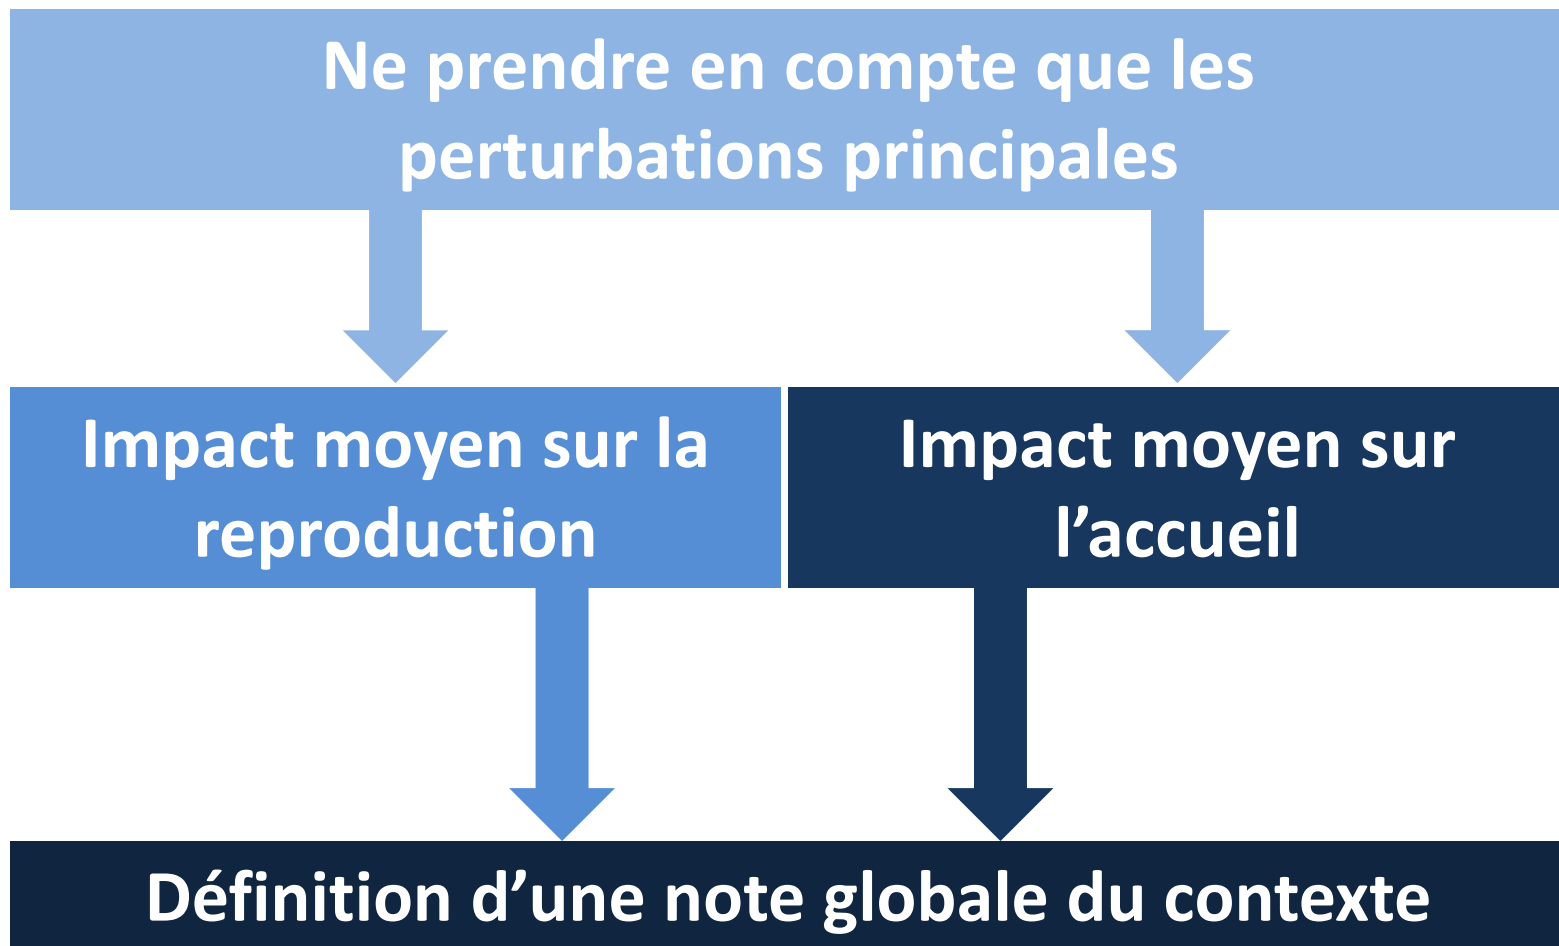 Ne prendre en compte que les
perturbations principales
Impact moyen sur la
reproduction
Impact moyen sur
l’accueil
Définition d’une note globale du contexte